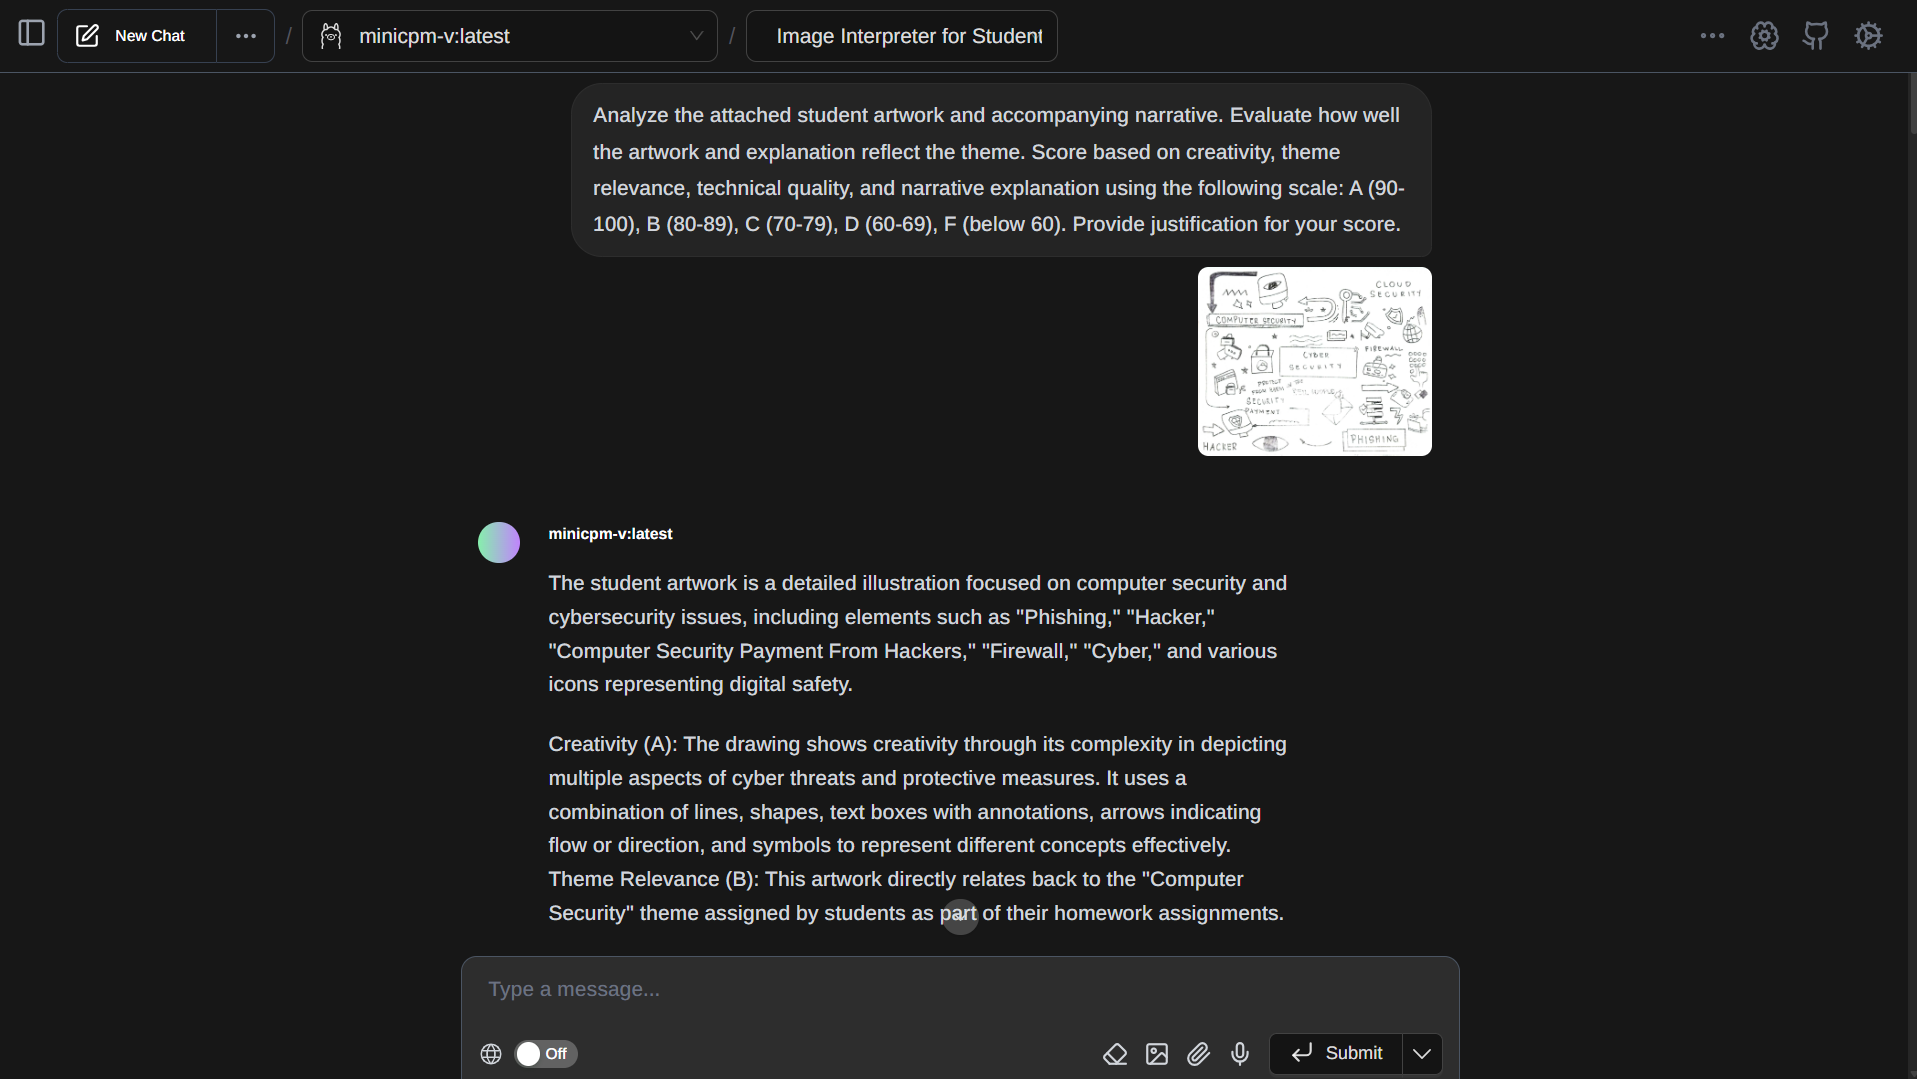 New Chat
minicpm-v:latest
Image Interpreter for Student
Analyze the attached student artwork and accompanying narrative. Evaluate how well
the artwork and explanation reflect the theme. Score based on creativity, theme
relevance, technical quality, and narrative explanation using the following scale: A (90-
100), B (80-89), C (70-79), D (60-69), F (below 60). Provide justification for your score.
CLOUD
SECURITY
COMPUTER SECURITY
FIREWALL
CYBER
SECURITY
PROTECT
SECURITY
PAYMENT
HACKER
PHISHING
minicpm-v:latest
The student artwork is a detailed illustration focused on computer security and
cybersecurity issues, including elements such as "Phishing," "Hacker,"
"Computer Security Payment From Hackers," "Firewall," "Cyber," and various
icons representing digital safety.
Creativity (A): The drawing shows creativity through its complexity in depicting
multiple aspects of cyber threats and protective measures. It uses a
combination of lines, shapes, text boxes with annotations, arrows indicating
flow or direction, and symbols to represent different concepts effectively.
Theme Relevance (B): This artwork directly relates back to the "Computer
Security" theme assigned by students as part of their homework assignments.
Type a message...
Off
Submit